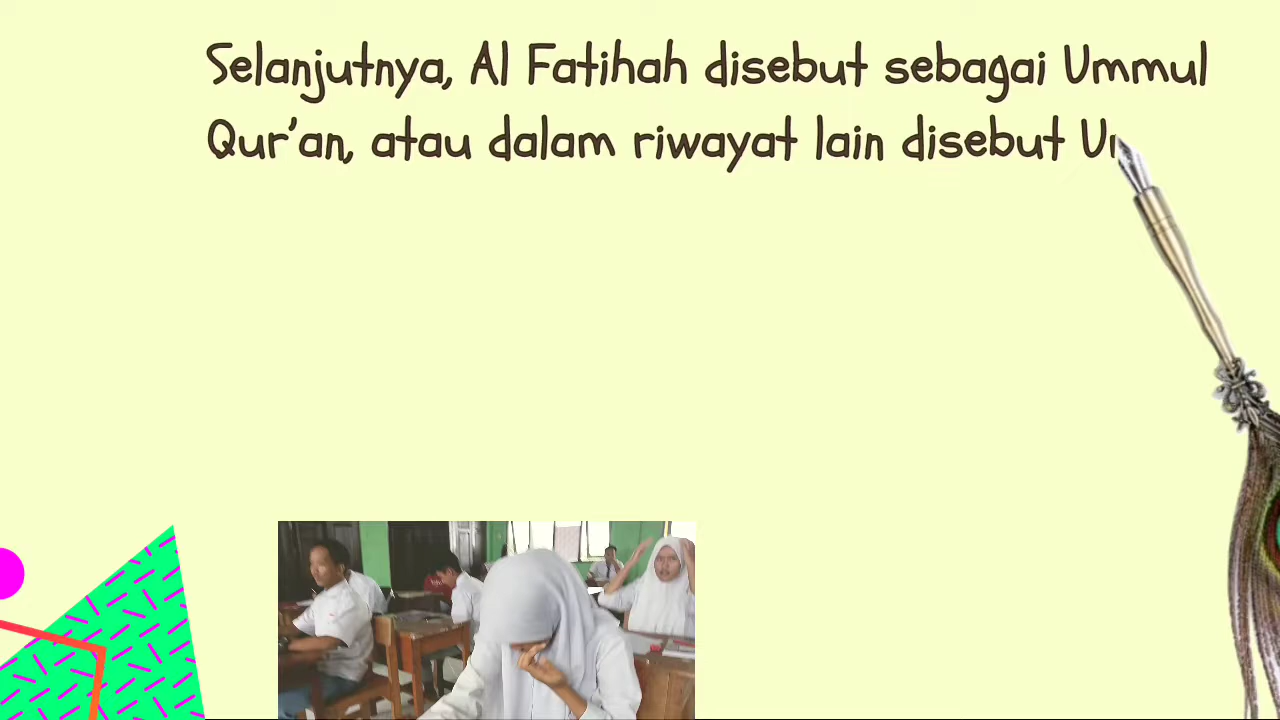 Selanjutnya, Al Fatihah disebut sebagai Ummul
Qur'an, atau dalam riwayat lain disebut